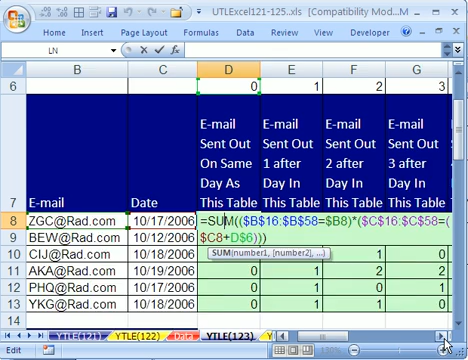 UTLExcel121-125..xls [Compatibility M...
Home Insert Page Layout Formulas Data Review View Developer
LN
B C D E F G
6 0 1 2 3
E-mail E-mail E-mail E-mail
Sent Out Sent Out Sent Out Sent Out
On Same 1 after 2 after 3 after
Day As Day In Day In Day In
7 E-mail Date This Table This Table This Table This Table
8 ZGC@Rad.com 10/17/2006 =SUM(($B$16:$B$58=$B8)*($C$16:$C$58=(
9 BEW@Rad.com 10/12/2006 $C8+D$6)))
SUM(number1, [number2], ...)
10 CIJ@Rad.com 10/18/2006 1 0
11 AKA@Rad.com 10/19/2006 0 1 2 2
12 PHQ@Rad.com 10/17/2006 0 1 0 0
13 YKG@Rad.com 10/18/2006 1 1 1 0
14
YTLE(121) YTLE (122) Data YTLE (123) Y
Edit 130%